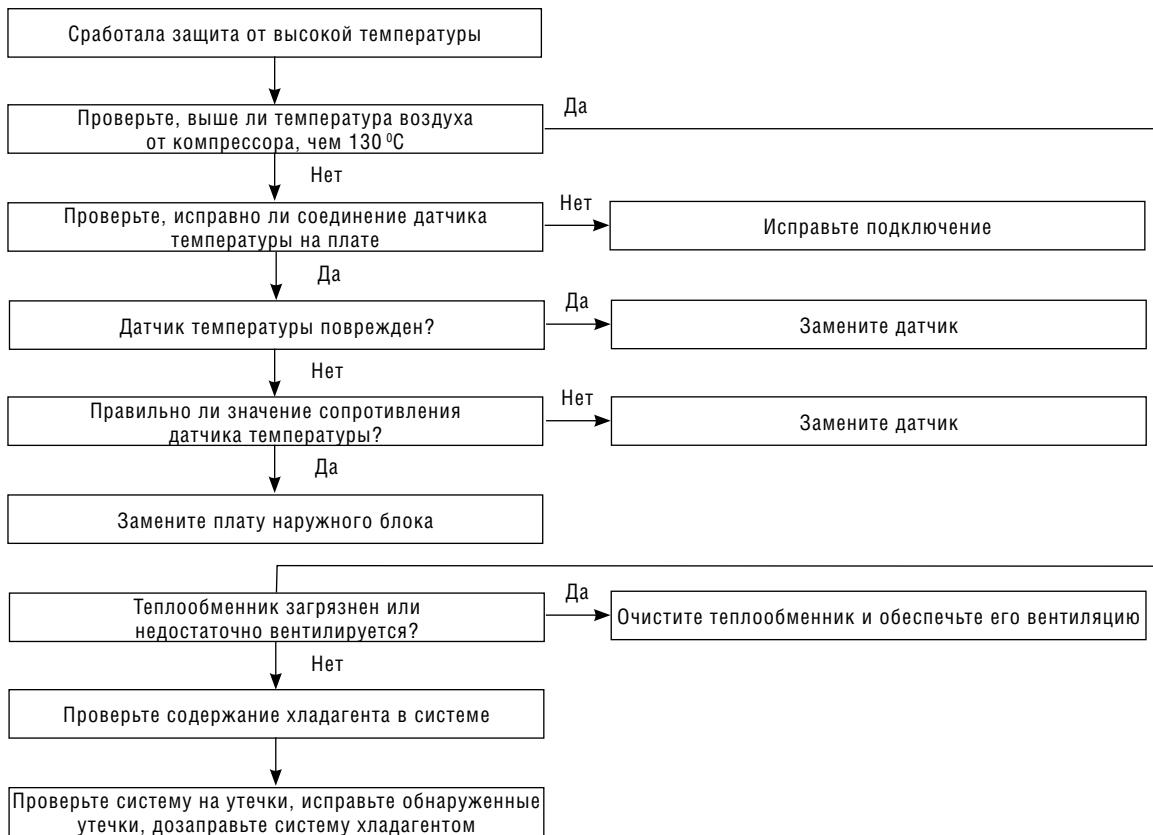 Сработала защита от высокой температуры
Проверьте, выше ли температура воздуха
от компрессора, чем 130 ⁰С
Да
Нет
Проверьте, исправно ли соединение датчика
температуры на плате
Нет
Исправьте подключение
Да
Датчик температуры поврежден?
Да
Замените датчик
Нет
Правильно ли значение сопротивления
датчика температуры?
Нет
Замените датчик
Да
Замените плату наружного блока
Теплообменник загрязнен или
недостаточно вентилируется?
Да
Очистите теплообменник и обеспечьте его вентиляцию
Нет
Проверьте содержание хладагента в системе
Проверьте систему на утечки, исправьте обнаруженные
утечки, дозаправьте систему хладагентом